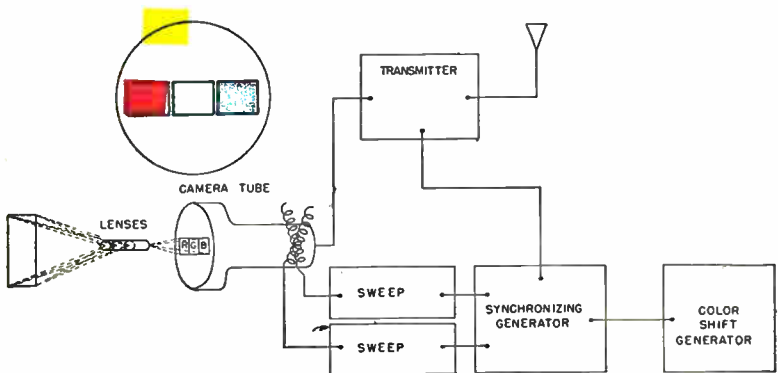 TRANSMITTER
CAMERA TUBE
LENSES
R G B
SWEEP
SYNCHRONIZING
GENERATOR
COLOR
SHIFT
GENERATOR
SWEEP